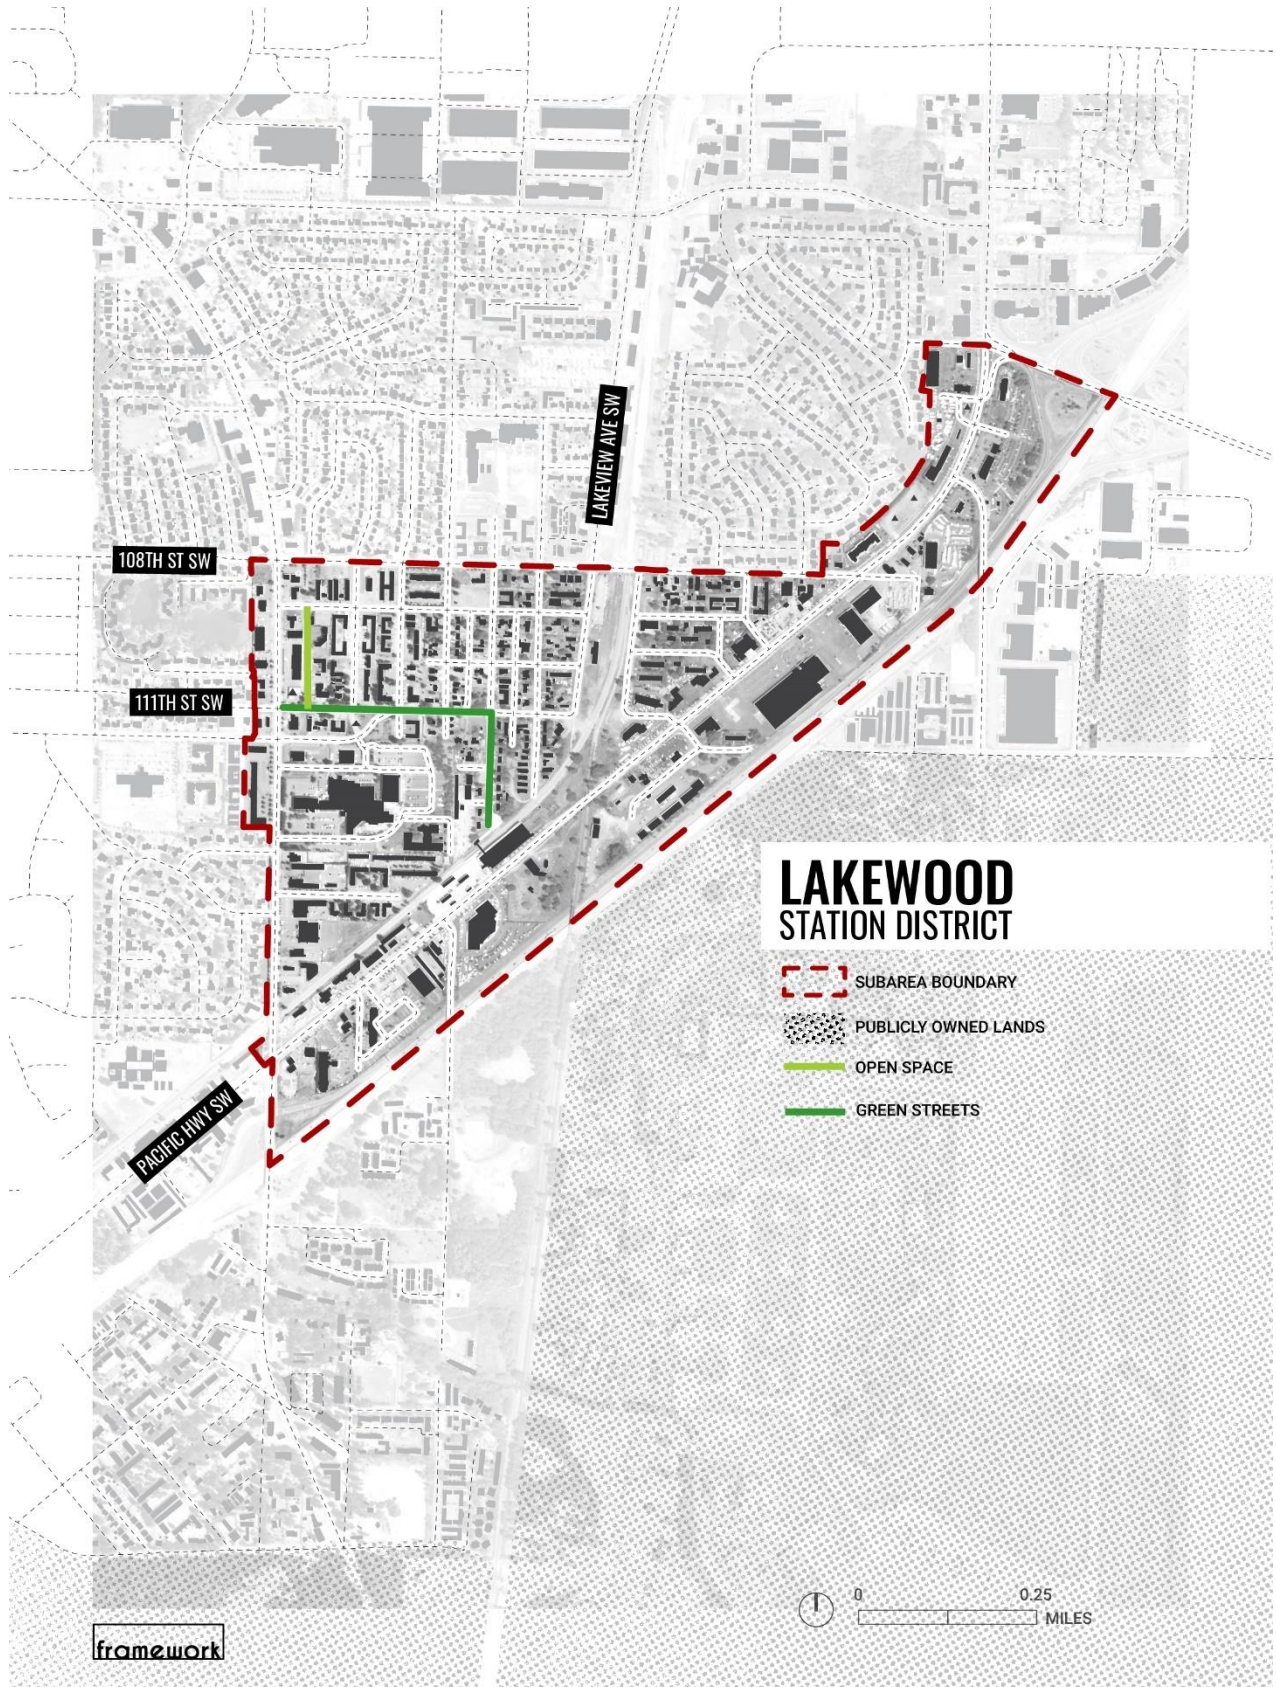 LAKEVIEW AVE SW
108TH ST SW
111TH ST SW
PACIFIC HWY SW
LAKEWOOD
STATION DISTRICT
SUBAREA BOUNDARY
PUBLICLY OWNED LANDS
OPEN SPACE
GREEN STREETS
0 0.25
MILES
framework